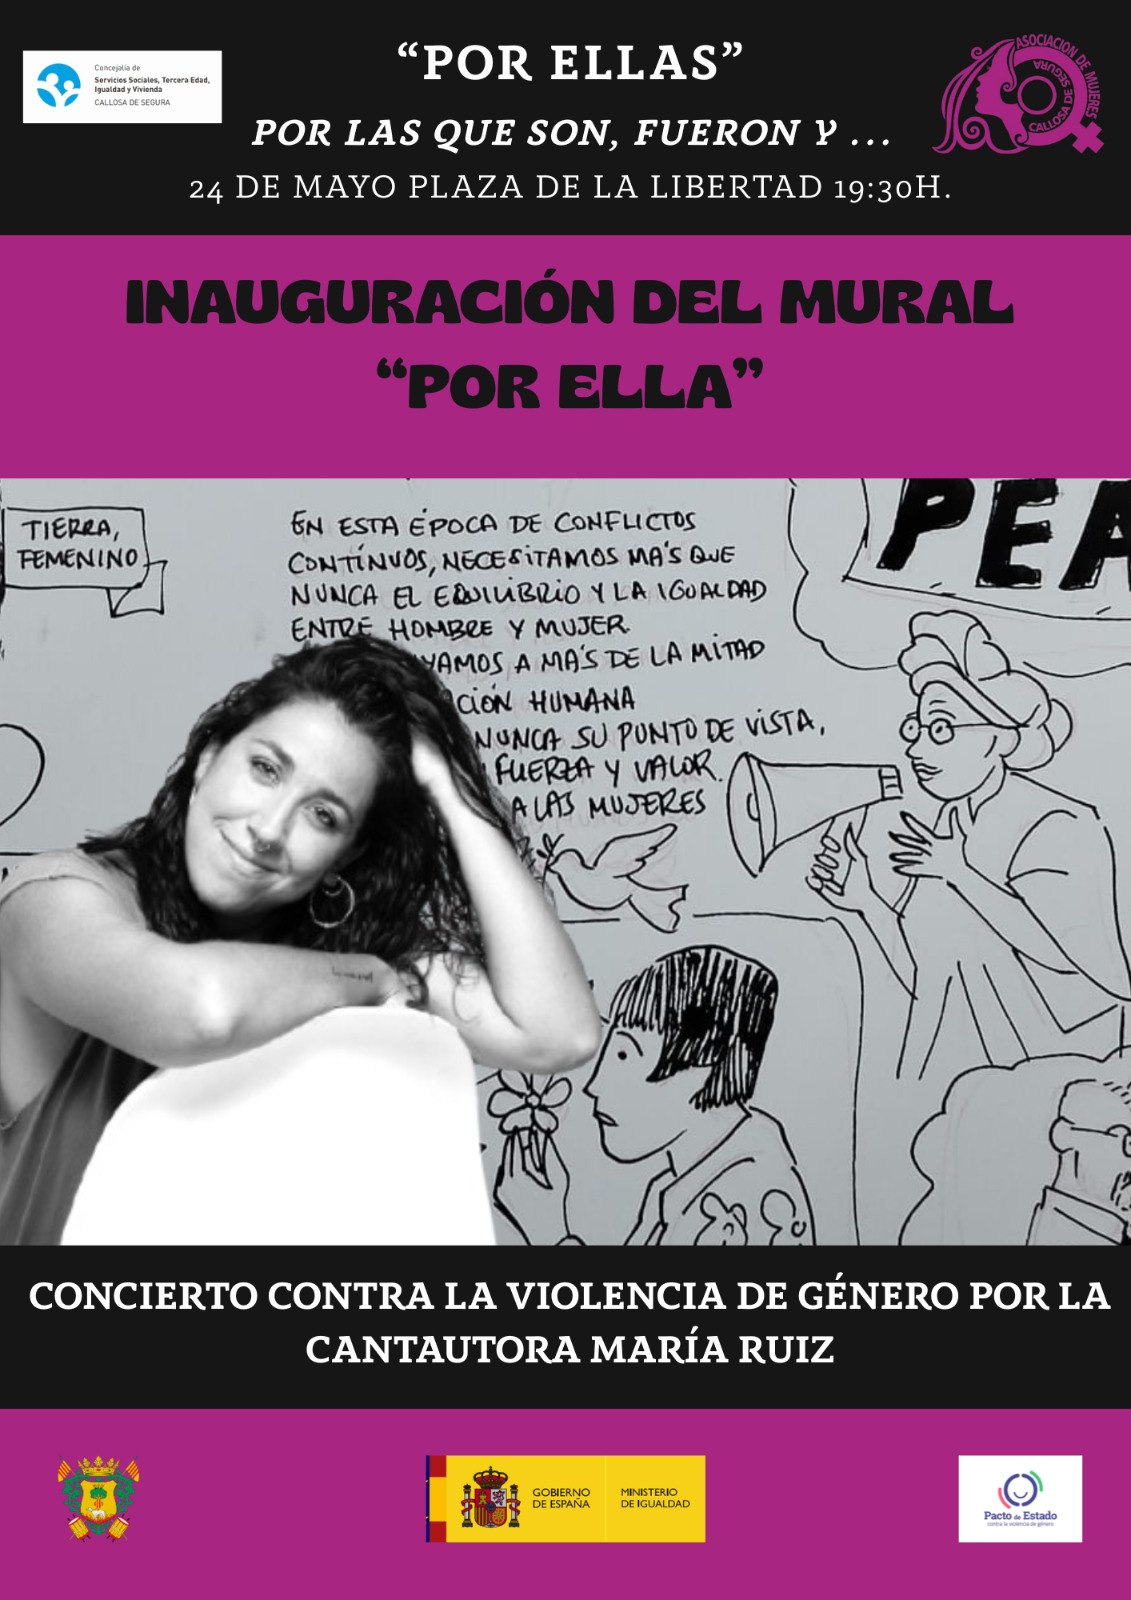 “POR ELLAS”
POR LAS QUE SON, FUERON Y ...
24 DE MAYO PLAZA DE LA LIBERTAD 19:30H.
Concejalía de
Servicios Sociales, Tercera Edad,
Igualdad y Vivienda
CALLOSA DE SEGURA
ASOCIACION DE MUJERES
CALLOSA DE SEGURA
INAUGURACIÓN DEL MURAL
“POR ELLA”
TIERRA,
FEMENINO
EN ESTA ÉPOCA DE CONFLICTOS
CONTÍNUOS, NECESITAMOS MÁS QUE
NUNCA EL EQUILIBRIO Y LA IGUALDAD
ENTRE HOMBRE Y MUJER
YAMOS A MÁS DE LA MITAD
CIÓN HUMANA
NUNCA SU PUNTO DE VISTA,
FUERZA Y VALOR.
A LAS MUJERES
PEA
CONCIERTO CONTRA LA VIOLENCIA DE GÉNERO POR LA
CANTAUTORA MARÍA RUIZ
GOBIERNO
DE ESPAÑA
MINISTERIO
DE IGUALDAD
Pacto de Estado
contra la violencia de género